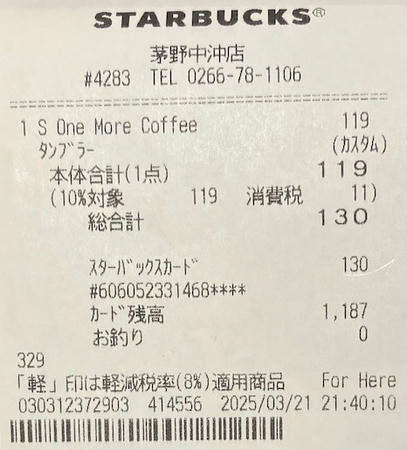 STARBUCKS®
茅野中沖店
#4283 TEL 0266-78-1106
1 S One More Coffee 119
タンブラー (カスタム)
本体合計(1点) 119
(10%対象 119 消費税 11)
総合計 130
スターバックスカード 130
#606052331468****
カード残高 1,187
お釣り 0
329
「軽」印は軽減税率(8%)適用商品 For Here
030312372903 414556 2025/03/21 21:40:10